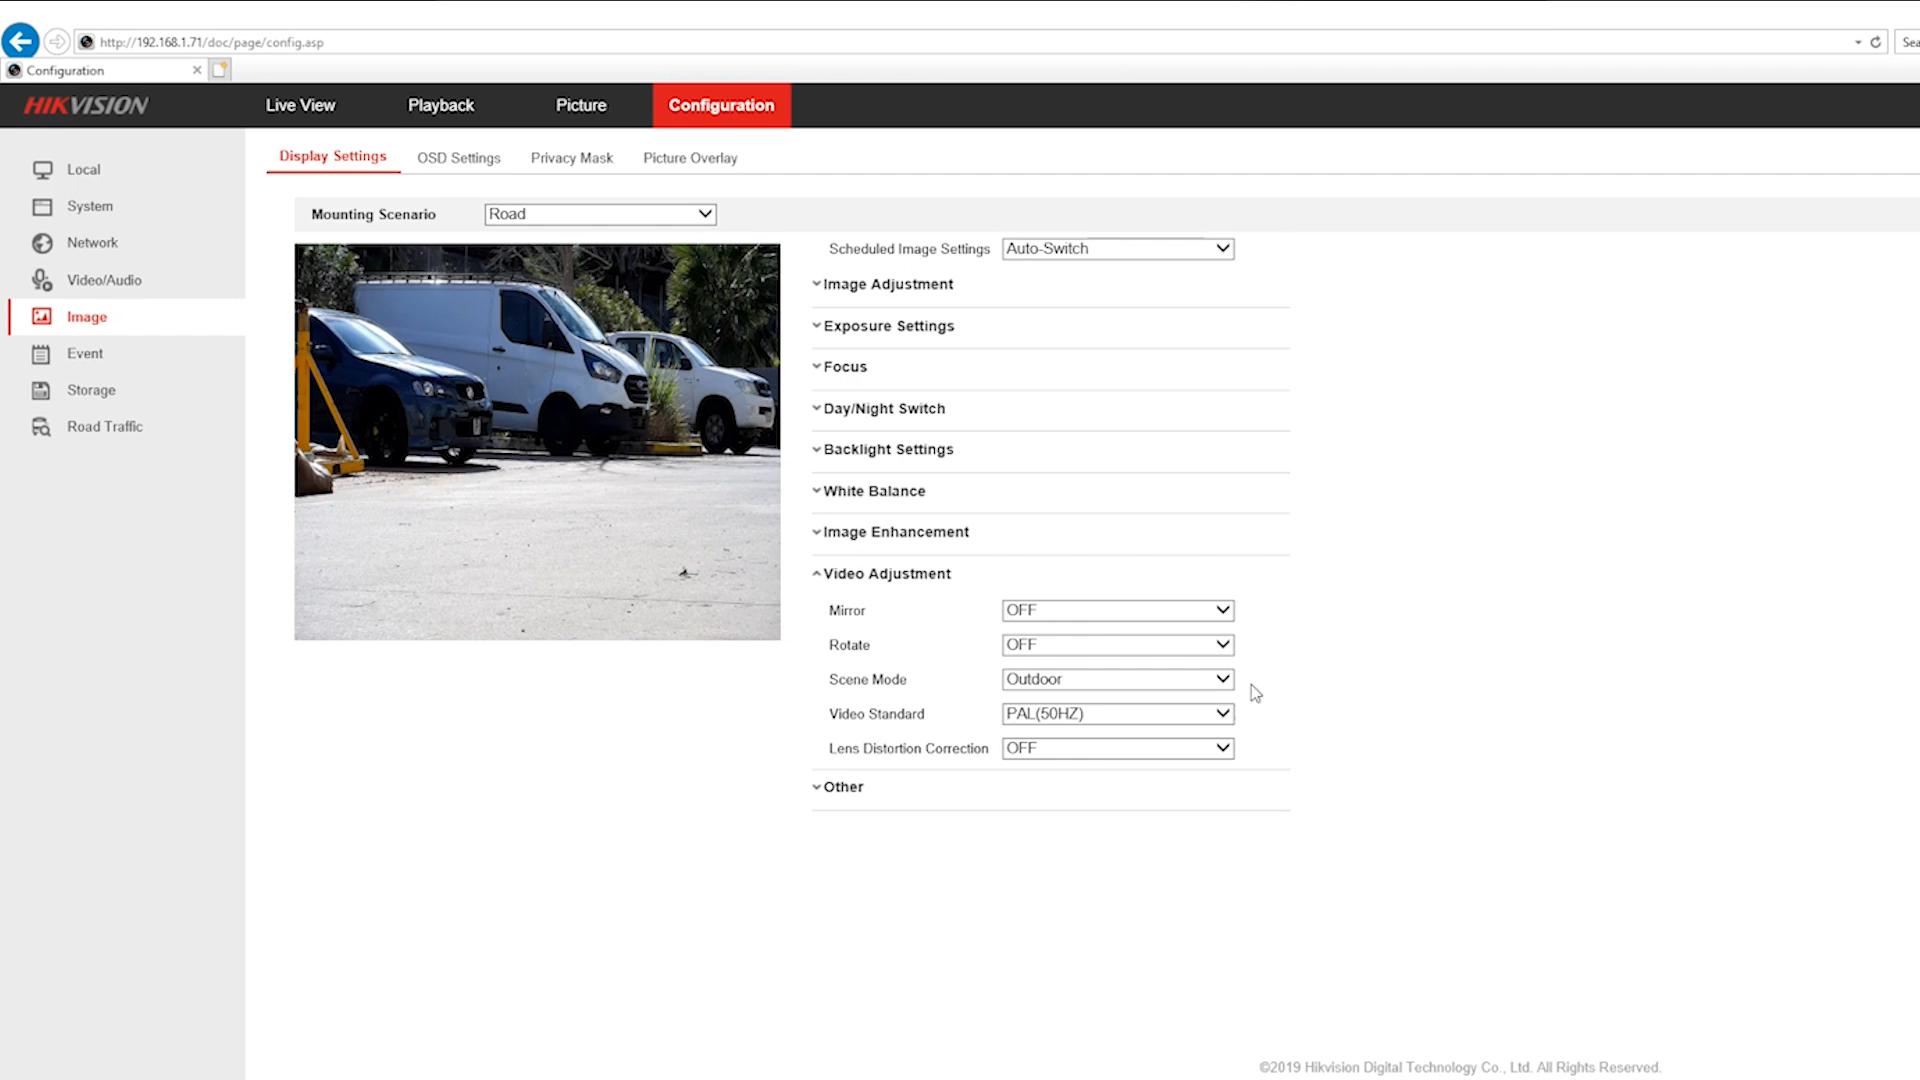 http://192.168.1.71/doc/page/config.asp
Sea
Configuration
HIKVISION
Live View
Playback
Picture
Configuration
Local
System
Network
Video/Audio
Image
Event
Storage
Road Traffic
Display Settings
OSD Settings
Privacy Mask
Picture Overlay
Mounting Scenario
Road
Scheduled Image Settings
Auto-Switch
Image Adjustment
Exposure Settings
Focus
Day/Night Switch
Backlight Settings
White Balance
Image Enhancement
Video Adjustment
Mirror
OFF
Rotate
OFF
Scene Mode
Outdoor
Video Standard
PAL(50HZ)
Lens Distortion Correction
OFF
Other
©2019 Hikvision Digital Technology Co., Ltd. All Rights Reserved.